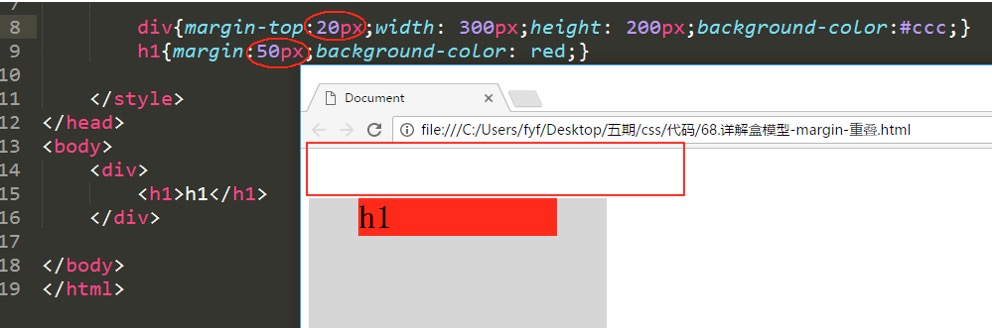 8 div{margin-top:20px;width: 300px;height: 200px;background-color:#ccc;}
9 h1{margin:50px;background-color: red;}
10
11 </style>
12 </head>
13 <body>
14 <div>
15 <h1>h1</h1>
16 </div>
17
18 </body>
19 </html>
Document
file:///C:/Users/fyf/Desktop/五期/css/代码/68.详解盒模型-margin-重叠.html
h1